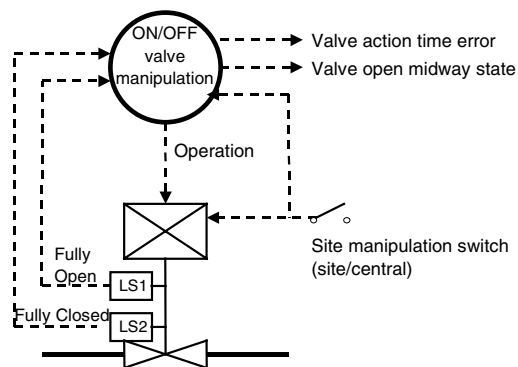 ON/OFF
valve
manipulation
Valve action time error
Valve open midway state
Operation
Site manipulation switch
(site/central)
Fully
Open
LS1
Fully Closed
LS2